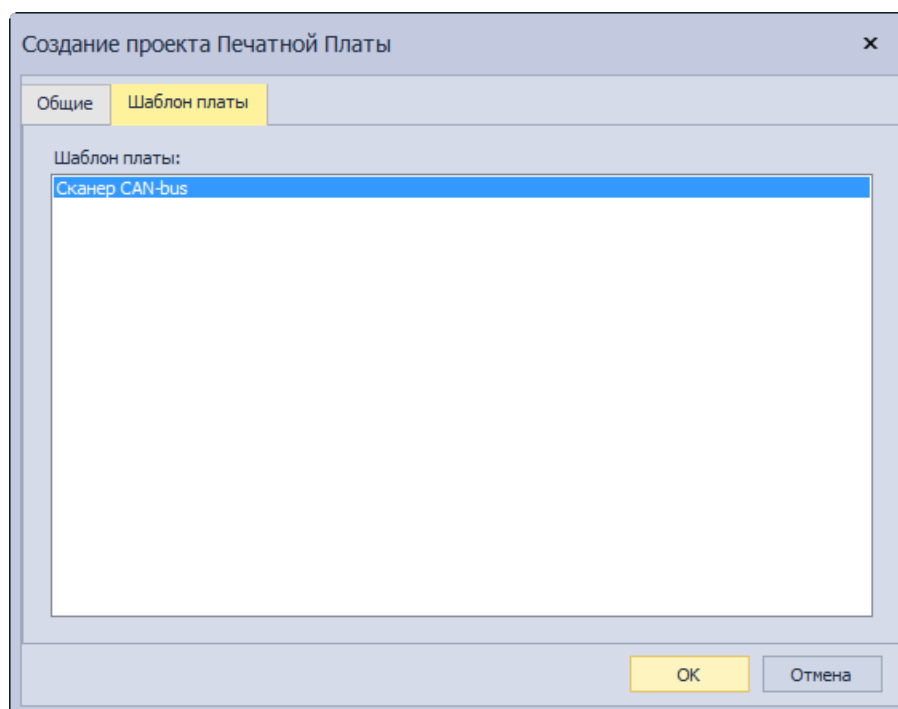 Создание проекта Печатной Платы
Общие
Шаблон платы
Шаблон платы:
Сканер CAN-bus
OK
Отмена